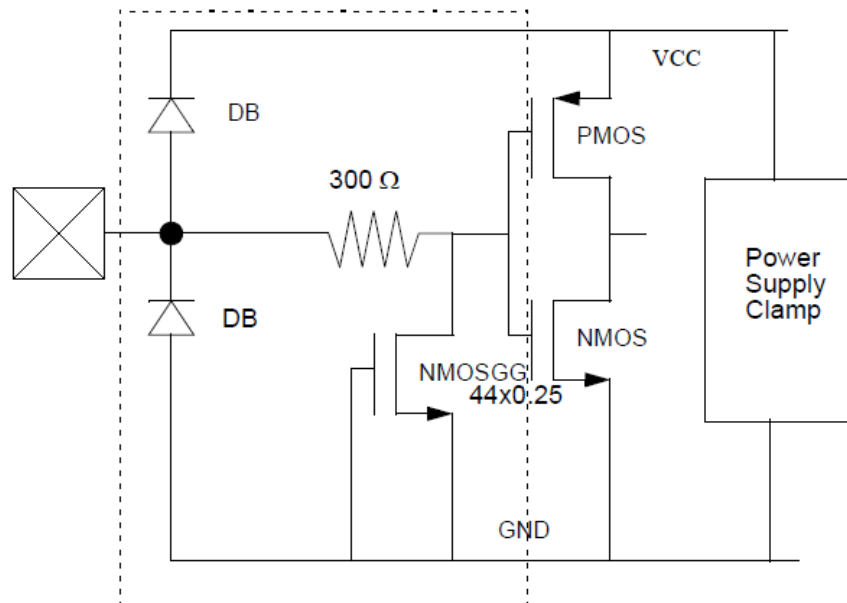 VCC
DB
PMOS
300 Ω
Power
Supply
Clamp
DB
NMOS
NMOSGG
44x0.25
GND